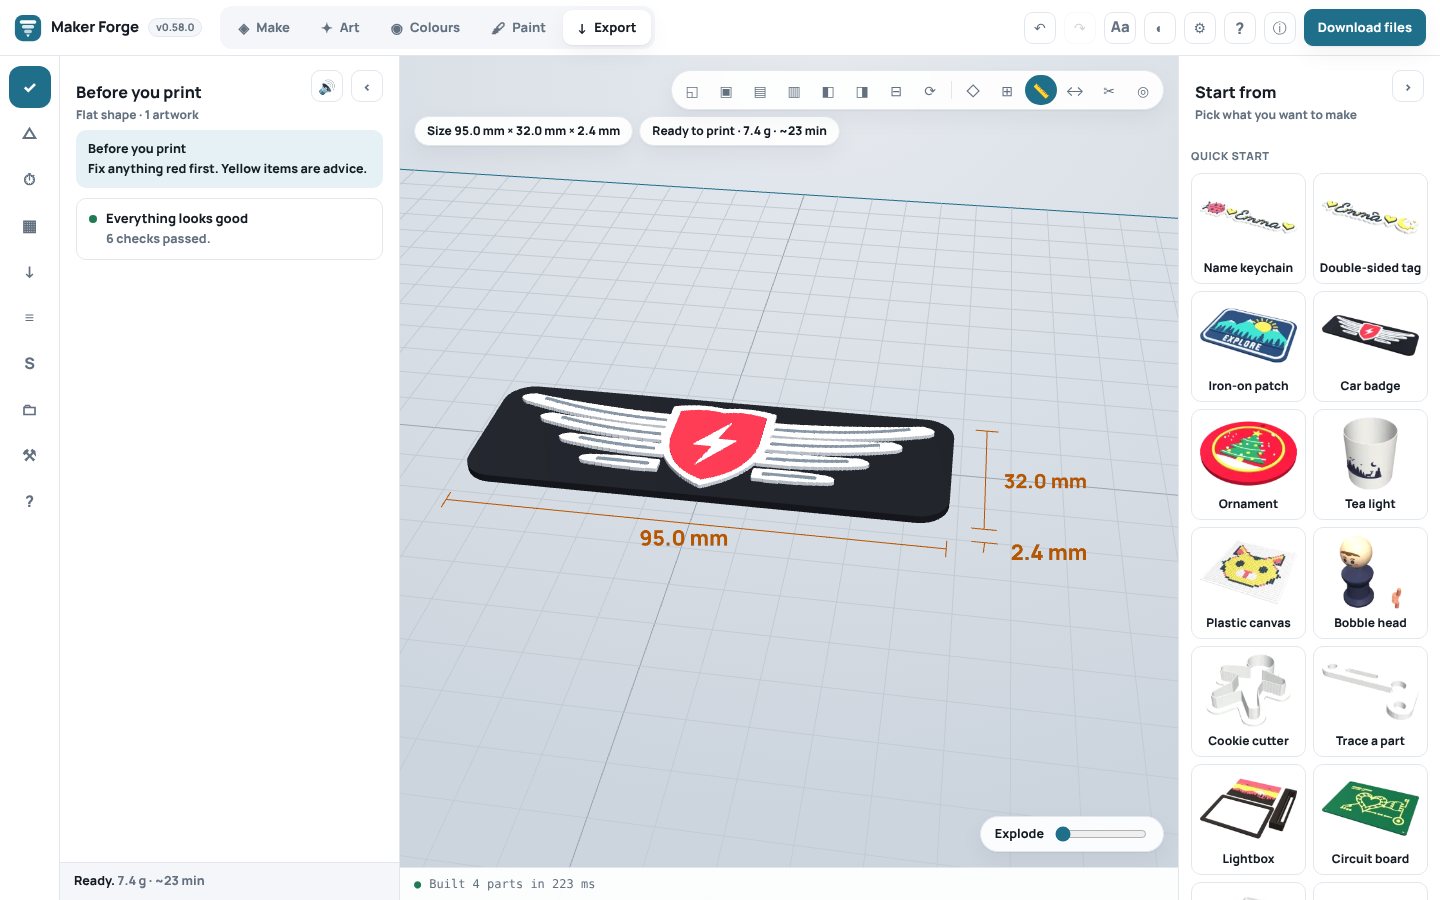 Maker Forge v0.58.0
Make Art Colours Paint Export
Aa ? Download files
Before you print
Flat shape · 1 artwork
Before you print
Fix anything red first. Yellow items are advice.
Everything looks good
6 checks passed.
S
?
Ready. 7.4 g · ~23 min
Size 95.0 mm × 32.0 mm × 2.4 mm
Ready to print · 7.4 g · ~23 min
32.0 mm
95.0 mm
2.4 mm
Explode
Built 4 parts in 223 ms
Start from
Pick what you want to make
QUICK START
Emma
Emma
Name keychain
Double-sided tag
EXPLORE
Iron-on patch
Car badge
Ornament
Tea light
Plastic canvas
Bobble head
Cookie cutter
Trace a part
Lightbox
Circuit board